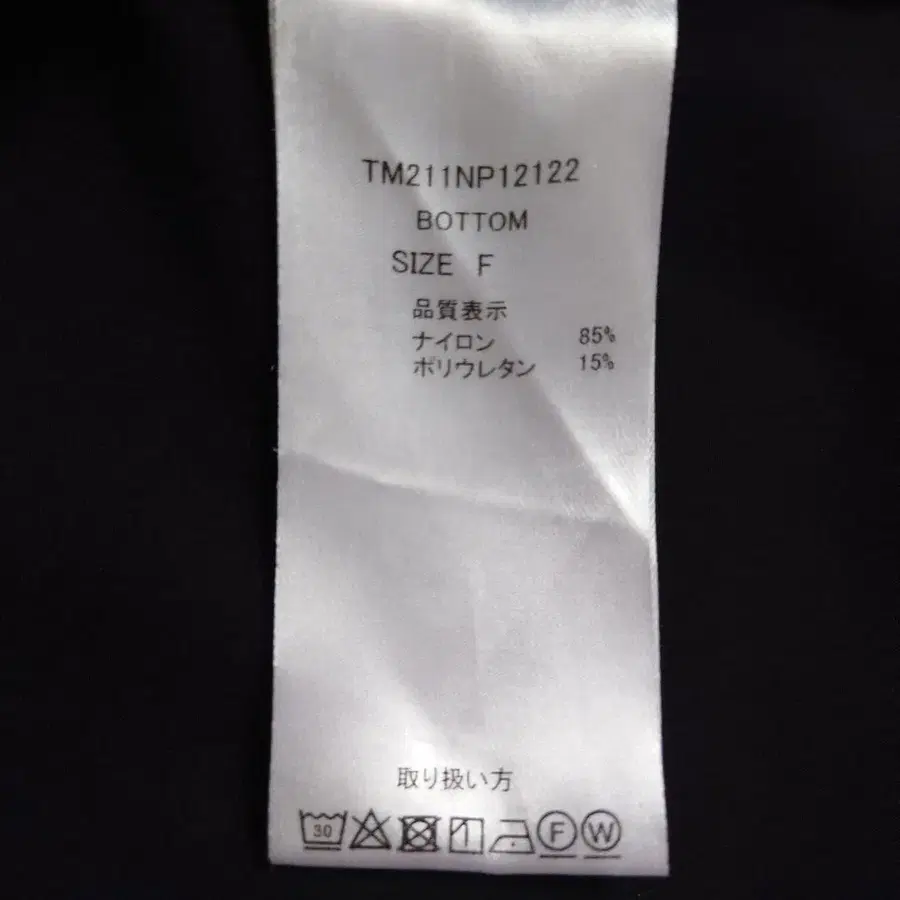 TM211NP12122
BOTTOM
SIZE F
品質表示
ナイロン 85%
ポリウレタン 15%
取り扱い方
30 F W